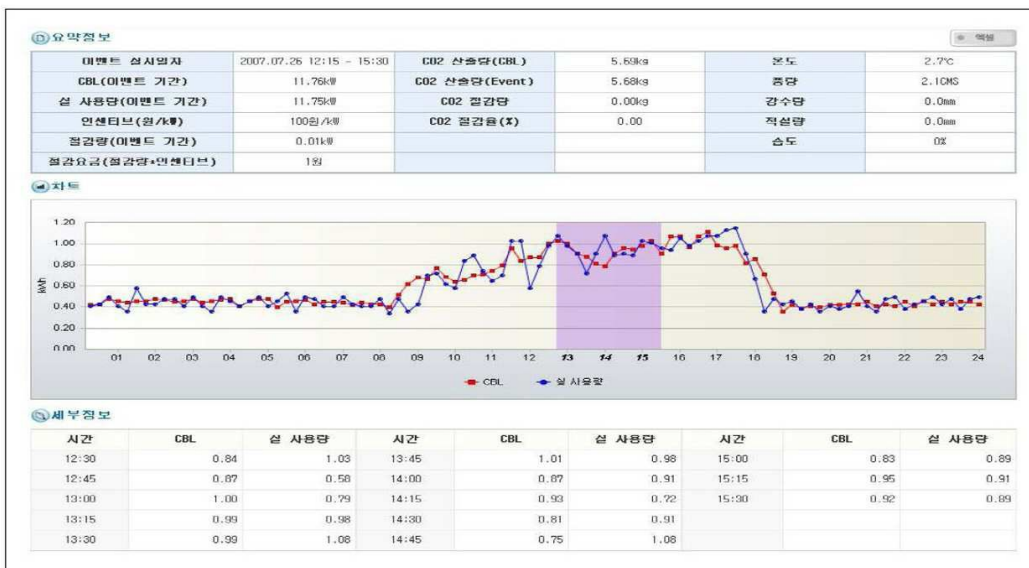 요약정보
엑셀
이벤트 실시일자 2007.07.26 12:15 - 15:30 CO2 산출량(CBL) 5.69kg 온도 2.7℃
CBL(이벤트 기간) 11.76kW CO2 산출량(Event) 5.68kg 풍량 2.1CMS
실 사용량(이벤트 기간) 11.75kW CO2 절감량 0.00kg 강수량 0.0mm
인센티브(원/kW) 100원/kW CO2 절감율(%) 0.00 적설량 0.0mm
절감량(이벤트 기간) 0.01kW 습도 0%
절감요금(절감량*인센티브) 1원
차트
1.20
1.00
0.80
0.60
0.40
0.20
0.00
kWh
01 02 03 04 05 06 07 08 09 10 11 12 13 14 15 16 17 18 19 20 21 22 23 24
CBL 실 사용량
세부정보
시간 CBL 실 사용량 시간 CBL 실 사용량 시간 CBL 실 사용량
12:30 0.84 1.03 13:45 1.01 0.98 15:00 0.83 0.89
12:45 0.87 0.58 14:00 0.87 0.91 15:15 0.95 0.91
13:00 1.00 0.79 14:15 0.93 0.72 15:30 0.92 0.89
13:15 0.99 0.98 14:30 0.81 0.91
13:30 0.99 1.08 14:45 0.75 1.08